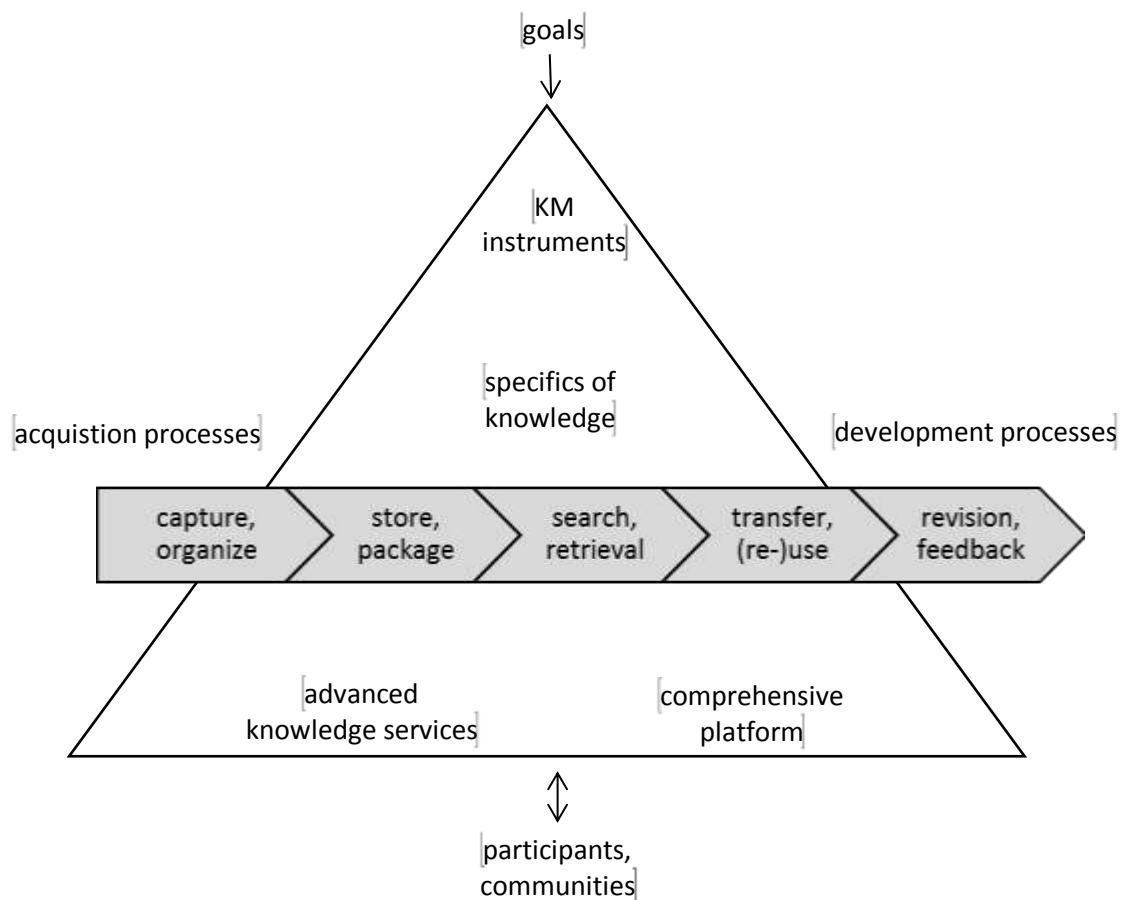 goals
KM
instruments
specifics of
knowledge
acquistion processes
development processes
capture,
organize
store,
package
search,
retrieval
transfer,
(re-)use
revision,
feedback
advanced
knowledge services
comprehensive
platform
participants,
communities